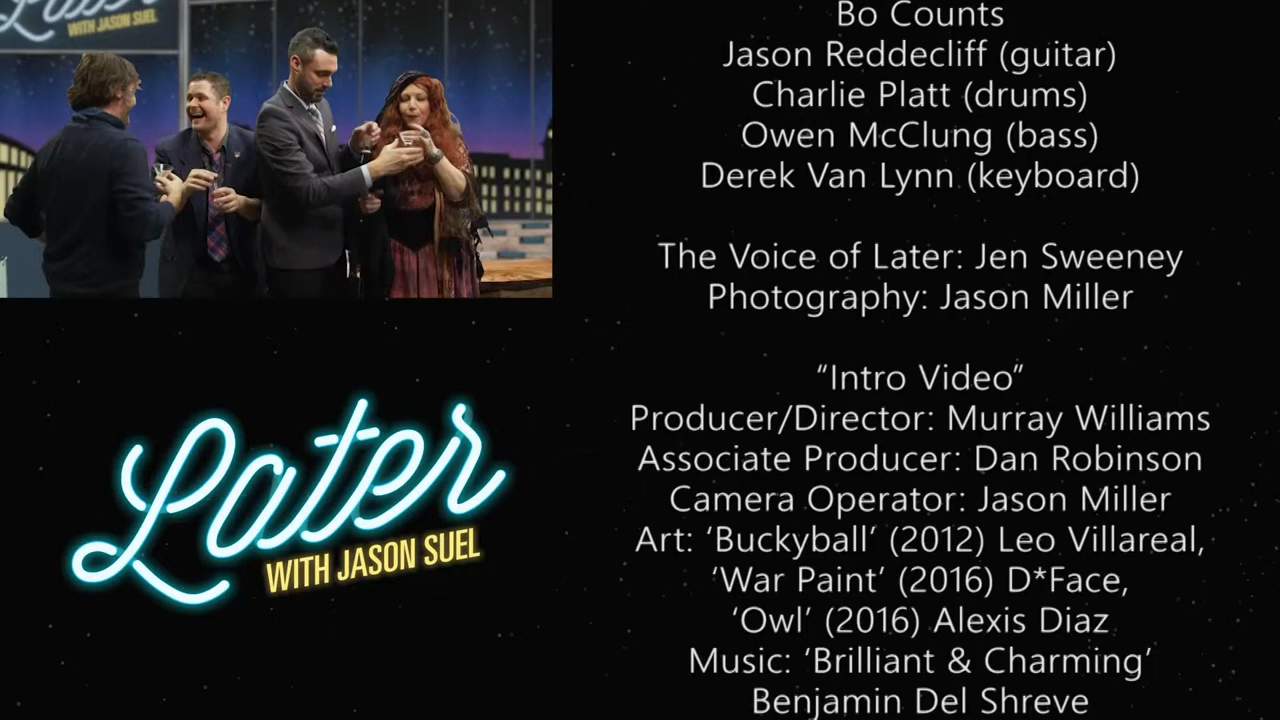 Later
WITH JASON SUEL
Bo Counts
Jason Reddecliff (guitar)
Charlie Platt (drums)
Owen McClung (bass)
Derek Van Lynn (keyboard)
The Voice of Later: Jen Sweeney
Photography: Jason Miller
“Intro Video”
Producer/Director: Murray Williams
Associate Producer: Dan Robinson
Camera Operator: Jason Miller
Art: ‘Buckyball’ (2012) Leo Villareal,
‘War Paint’ (2016) D*Face,
‘Owl’ (2016) Alexis Diaz
Music: ‘Brilliant & Charming’
Benjamin Del Shreve
Later
WITH JASON SUEL